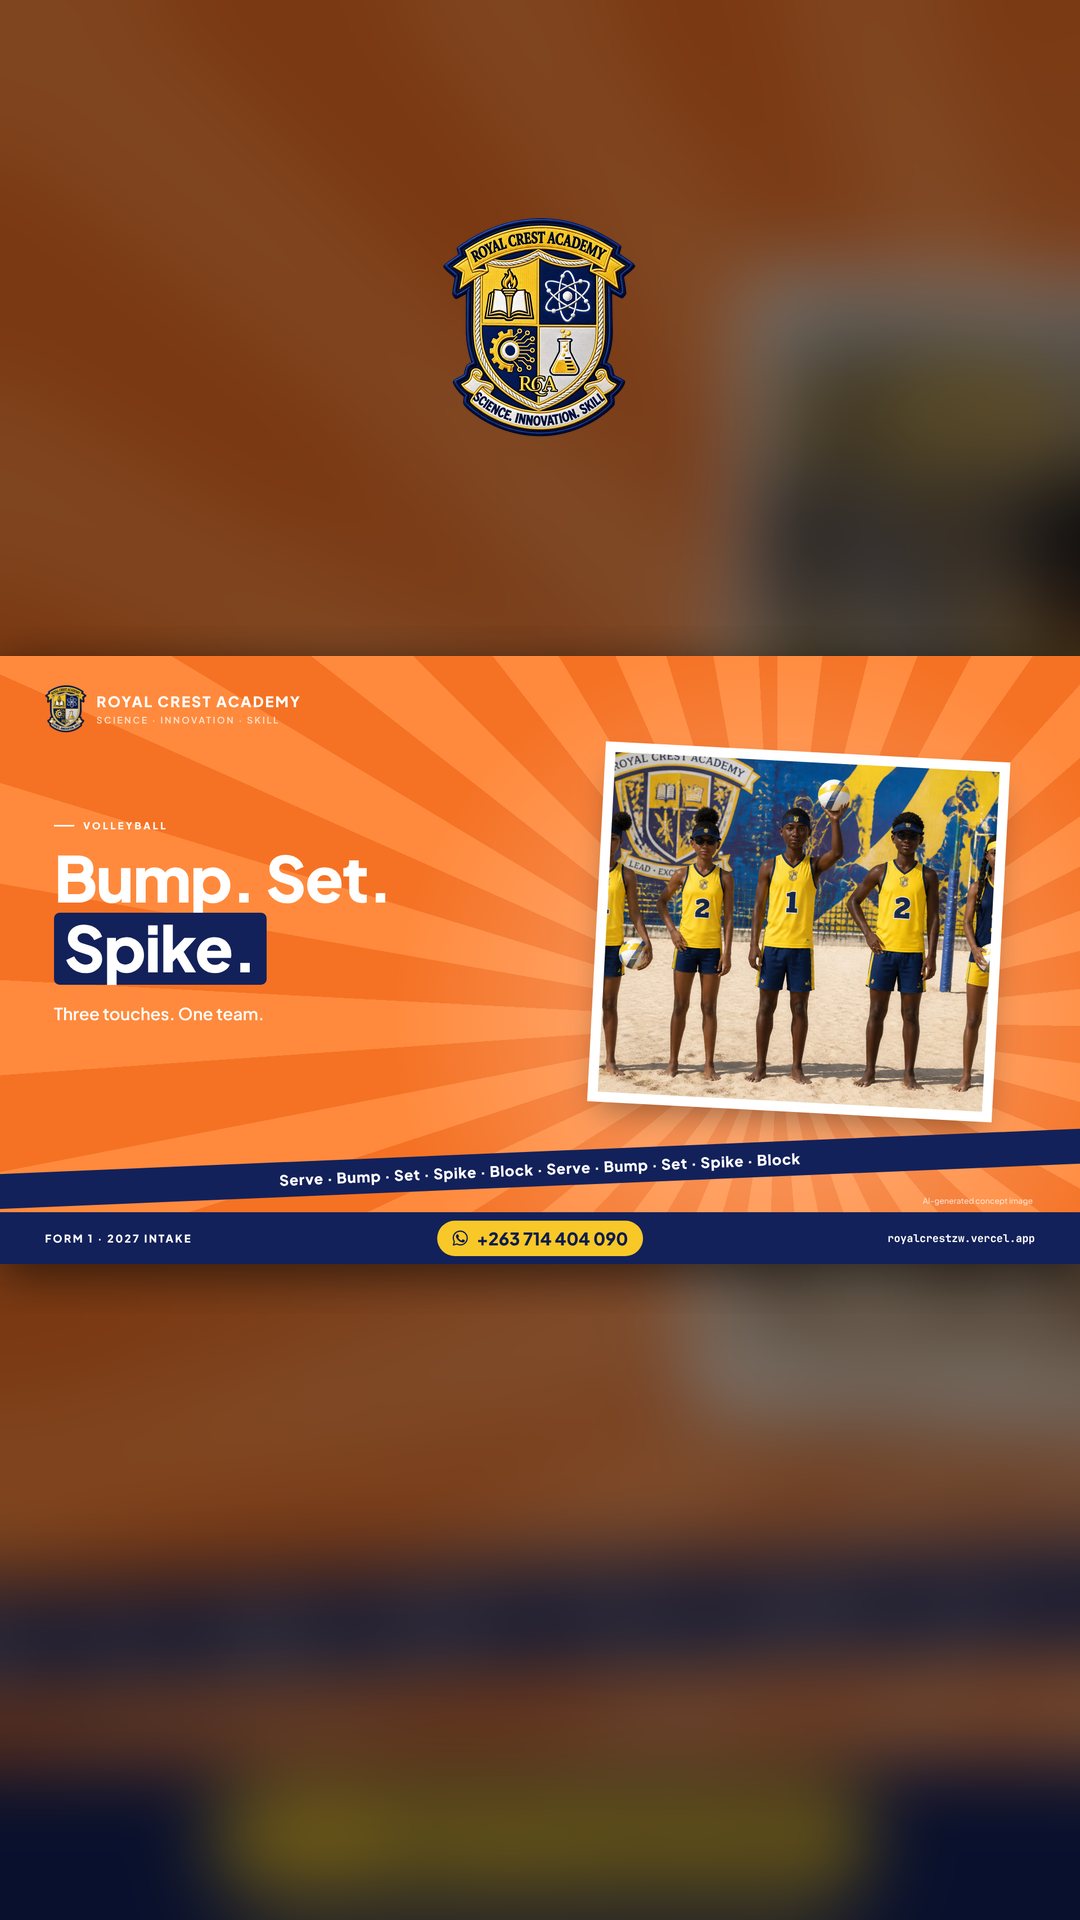 ROYAL CREST ACADEMY
RCA
SCIENCE. INNOVATION. SKILL
ROYAL CREST ACADEMY
SCIENCE · INNOVATION · SKILL
VOLLEYBALL
Bump. Set.
Spike.
Three touches. One team.
ROYAL CREST ACADEMY
LEAD
2
1
2
Serve · Bump · Set · Spike · Block · Serve · Bump · Set · Spike · Block
AI-generated concept image
FORM 1 · 2027 INTAKE
+263 714 404 090
royalcrestzw.vercel.app